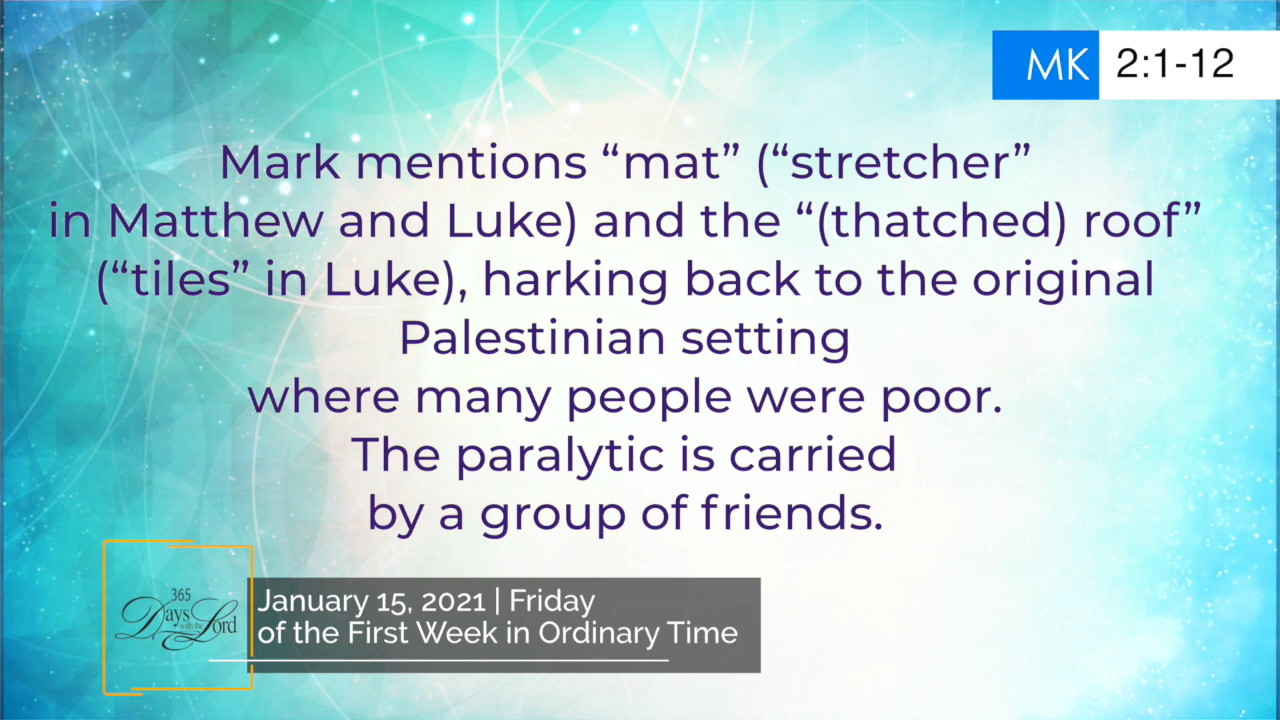 MK 2:1-12
Mark mentions “mat” (“stretcher”
in Matthew and Luke) and the “(thatched) roof”
(“tiles” in Luke), harking back to the original
Palestinian setting
where many people were poor.
The paralytic is carried
by a group of friends.
365
Days with the Lord
January 15, 2021 | Friday
of the First Week in Ordinary Time